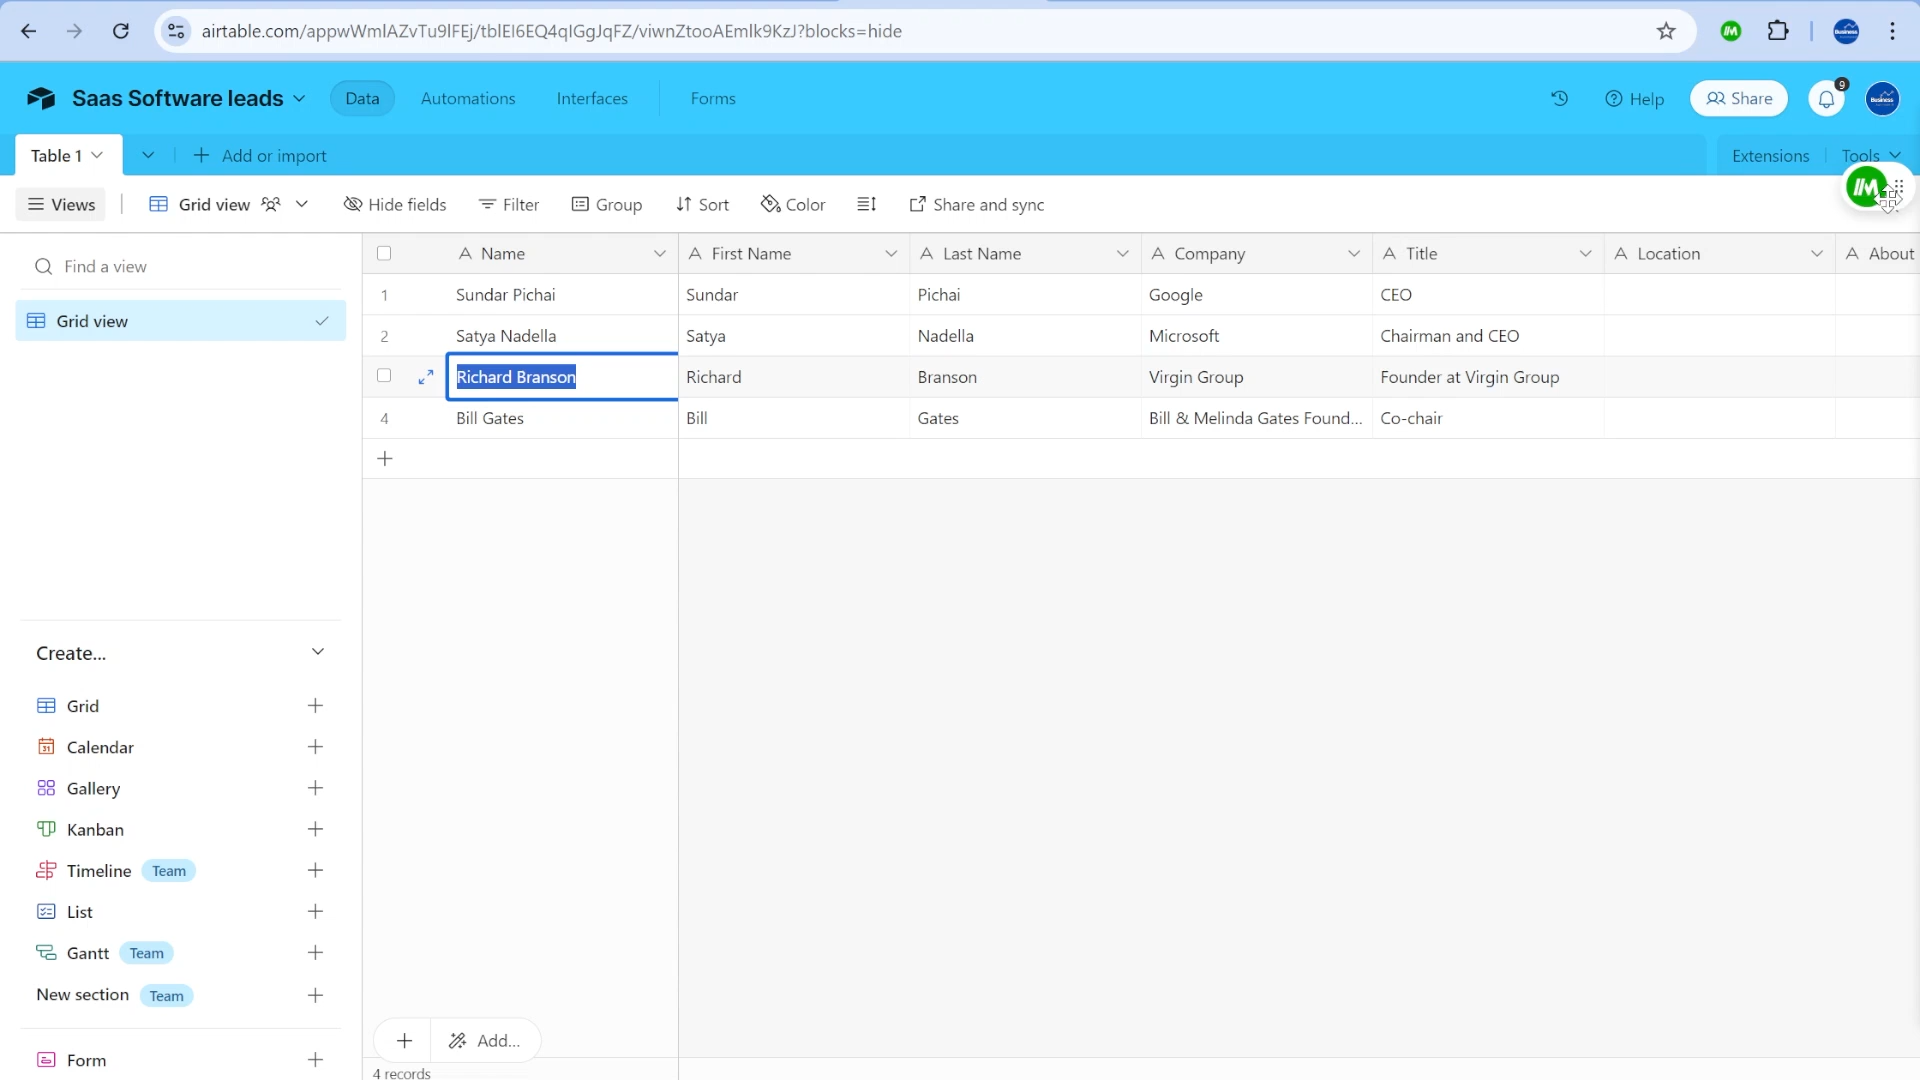 airtable.com/appwWmlAZvTu9lFEj/tblEI6EQ4qIGgJqFZ/viwnZtooAEmlk9KzJ?blocks=hide
Saas Software leads
Data
Automations
Interfaces
Forms
Help
Share
9
Business
Table 1
Add or import
Extensions
Tools
Views
Grid view
Hide fields
Filter
Group
Sort
Color
Share and sync
Find a view
Grid view
Name First Name Last Name Company Title Location About
1 Sundar Pichai Sundar Pichai Google CEO
2 Satya Nadella Satya Nadella Microsoft Chairman and CEO
Richard Branson Richard Branson Virgin Group Founder at Virgin Group
4 Bill Gates Bill Gates Bill & Melinda Gates Found... Co-chair
Create...
Grid
Calendar
Gallery
Kanban
Timeline Team
List
Gantt Team
New section Team
Form
Add...
4 records